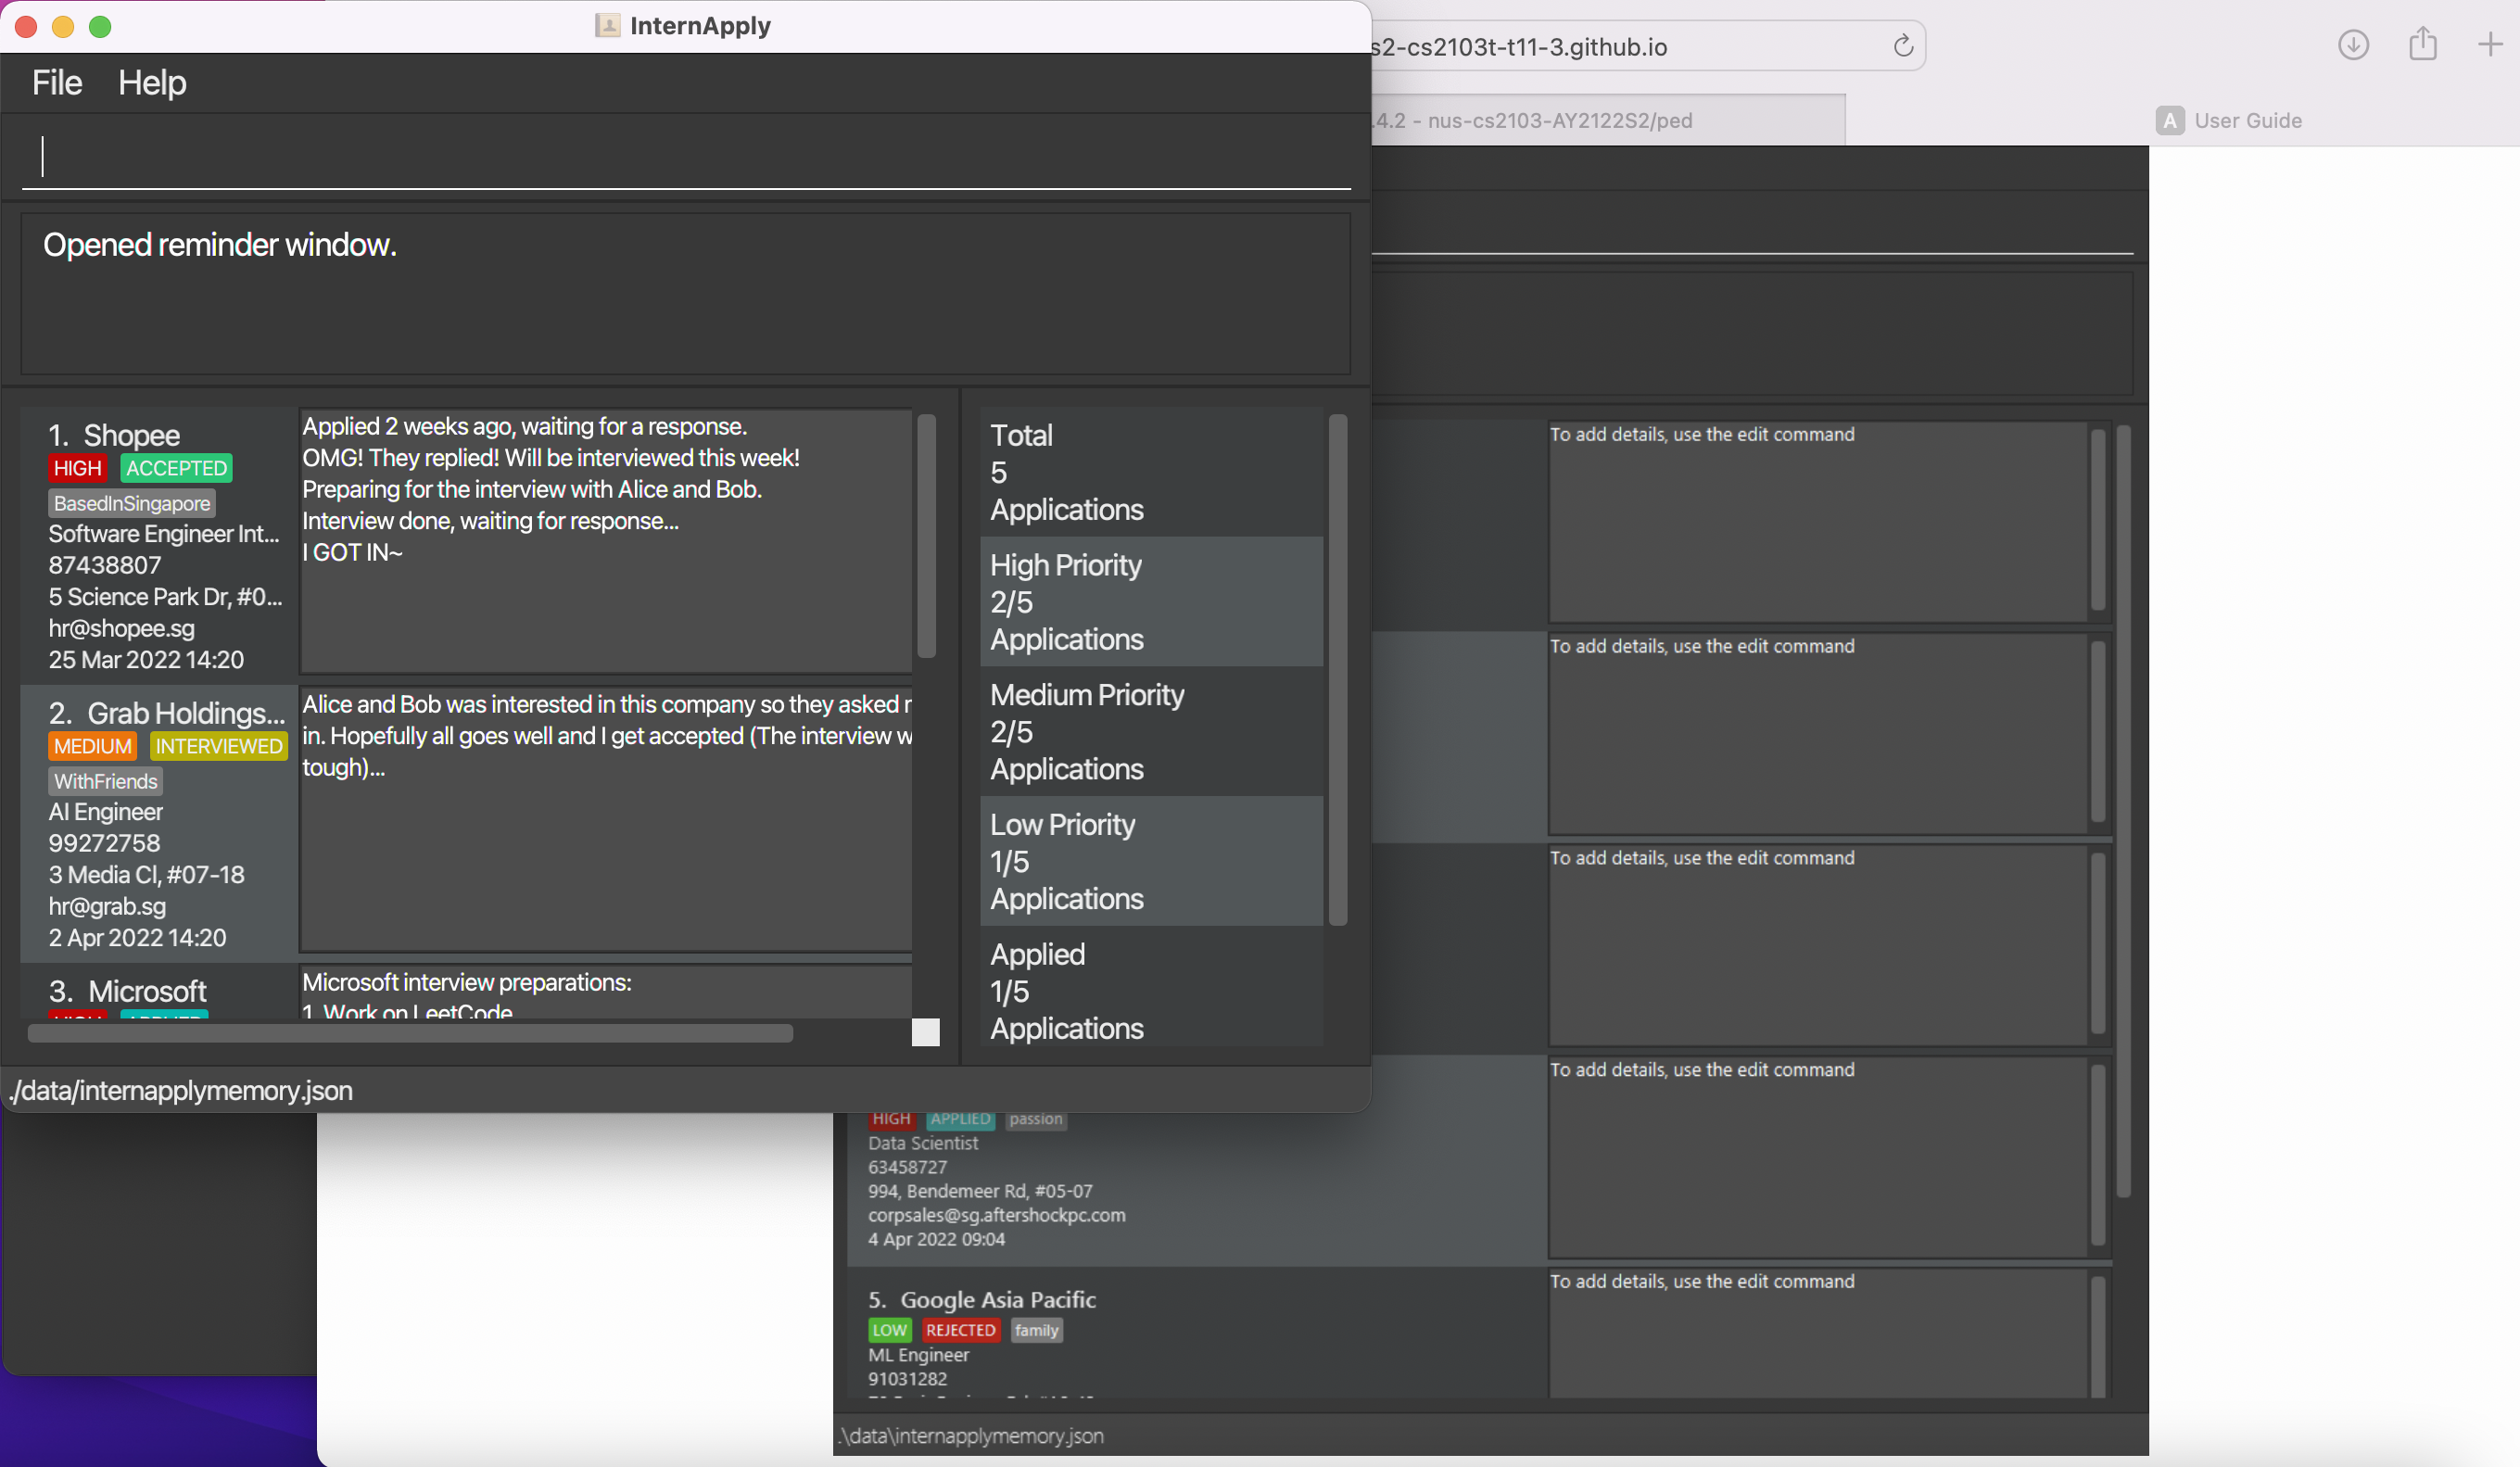 InternApply
File Help
Opened reminder window.
1. Shopee
HIGH ACCEPTED
BasedInSingapore
Software Engineer Int...
87438807
5 Science Park Dr, #0...
hr@shopee.sg
25 Mar 2022 14:20
Applied 2 weeks ago, waiting for a response.
OMG! They replied! Will be interviewed this week!
Preparing for the interview with Alice and Bob.
Interview done, waiting for response...
I GOT IN~
2. Grab Holdings...
MEDIUM INTERVIEWED
WithFriends
AI Engineer
99272758
3 Media Cl, #07-18
hr@grab.sg
2 Apr 2022 14:20
Alice and Bob was interested in this company so they asked
in. Hopefully all goes well and I get accepted (The interview
tough)...
3. Microsoft
HIGH APPLIED
Microsoft interview preparations:
1. Work on LeetCode
Total
5
Applications
High Priority
2/5
Applications
Medium Priority
2/5
Applications
Low Priority
1/5
Applications
Applied
1/5
Applications
./data/internapplymemory.json
s2-cs2103t-t11-3.github.io
.4.2 - nus-cs2103-AY2122S2/ped
A User Guide
To add details, use the edit command
To add details, use the edit command
To add details, use the edit command
To add details, use the edit command
HIGH APPLIED passion
Data Scientist
63458727
994, Bendemeer Rd, #05-07
corpsales@sg.aftershockpc.com
4 Apr 2022 09:04
To add details, use the edit command
5. Google Asia Pacific
LOW REJECTED family
ML Engineer
91031282
.\data\internapplymemory.json